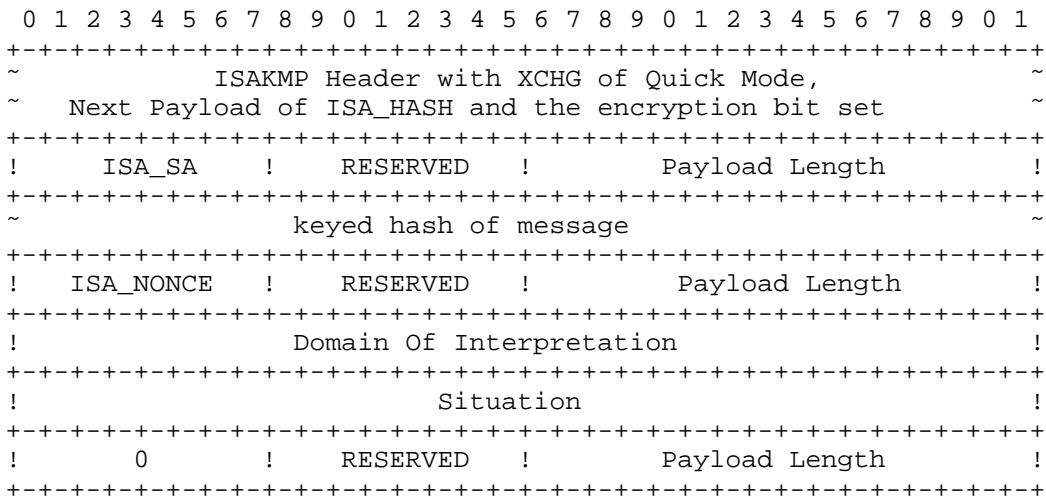 0 1 2 3 4 5 6 7 8 9 0 1 2 3 4 5 6 7 8 9 0 1 2 3 4 5 6 7 8 9 0 1
+-+-+-+-+-+-+-+-+-+-+-+-+-+-+-+-+-+-+-+-+-+-+-+-+-+-+-+-+-+-+-+-+
~             ISAKMP Header with XCHG of Quick Mode,            ~
~   Next Payload of ISA_HASH and the encryption bit set         ~
+-+-+-+-+-+-+-+-+-+-+-+-+-+-+-+-+-+-+-+-+-+-+-+-+-+-+-+-+-+-+-+-+
!     ISA_SA    !    RESERVED   !        Payload Length         !
+-+-+-+-+-+-+-+-+-+-+-+-+-+-+-+-+-+-+-+-+-+-+-+-+-+-+-+-+-+-+-+-+
~                 keyed hash of message                         ~
+-+-+-+-+-+-+-+-+-+-+-+-+-+-+-+-+-+-+-+-+-+-+-+-+-+-+-+-+-+-+-+-+
!   ISA_NONCE   !    RESERVED   !         Payload Length        !
+-+-+-+-+-+-+-+-+-+-+-+-+-+-+-+-+-+-+-+-+-+-+-+-+-+-+-+-+-+-+-+-+
!                 Domain Of Interpretation                      !
+-+-+-+-+-+-+-+-+-+-+-+-+-+-+-+-+-+-+-+-+-+-+-+-+-+-+-+-+-+-+-+-+
!                          Situation                            !
+-+-+-+-+-+-+-+-+-+-+-+-+-+-+-+-+-+-+-+-+-+-+-+-+-+-+-+-+-+-+-+-+
!       0       !    RESERVED   !        Payload Length         !
+-+-+-+-+-+-+-+-+-+-+-+-+-+-+-+-+-+-+-+-+-+-+-+-+-+-+-+-+-+-+-+-+